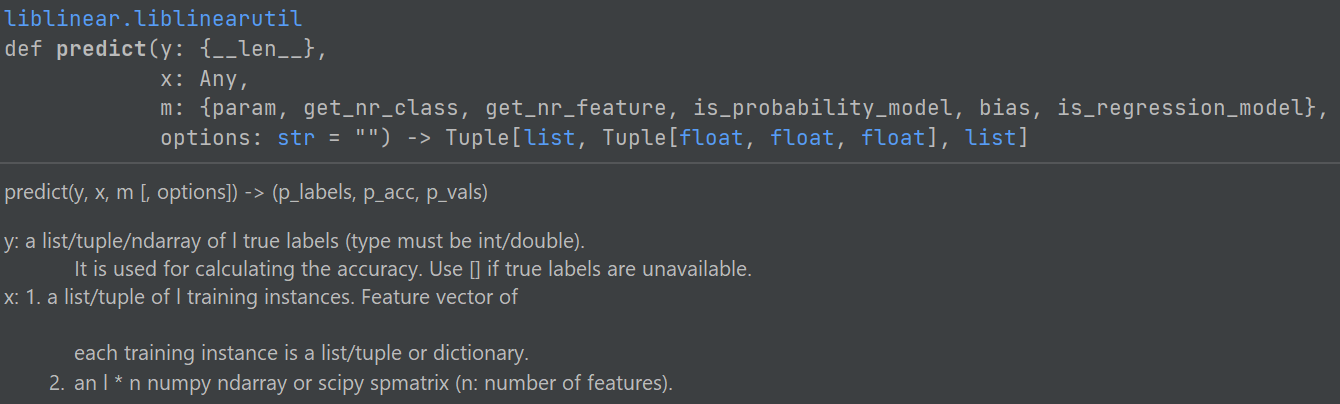 liblinear.liblinearutil
def predict(y: {__len__},
x: Any,
m: {param, get_nr_class, get_nr_feature, is_probability_model, bias, is_regression_model},
options: str = "") -> Tuple[list, Tuple[float, float, float], list]
predict(y, x, m [, options]) -> (p_labels, p_acc, p_vals)
y: a list/tuple/ndarray of l true labels (type must be int/double).
It is used for calculating the accuracy. Use [] if true labels are unavailable.
x: 1. a list/tuple of l training instances. Feature vector of
each training instance is a list/tuple or dictionary.
2. an l * n numpy ndarray or scipy spmatrix (n: number of features).